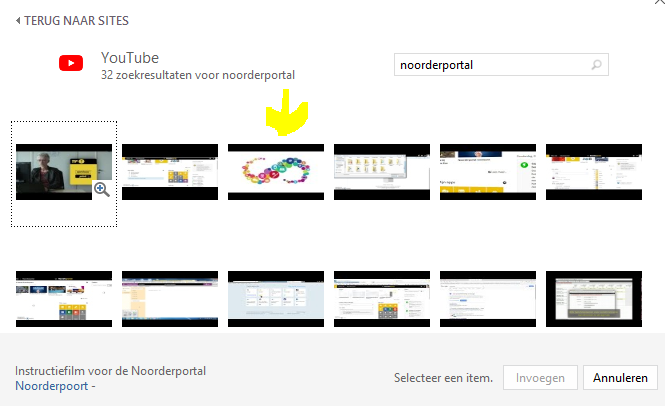 TERUG NAAR SITES
YouTube
32 zoekresultaten voor noorderportal
noorderportal
Instructiefilm voor de Noorderportal
Noorderpoort -
Selecteer een item.
Invoegen
Annuleren